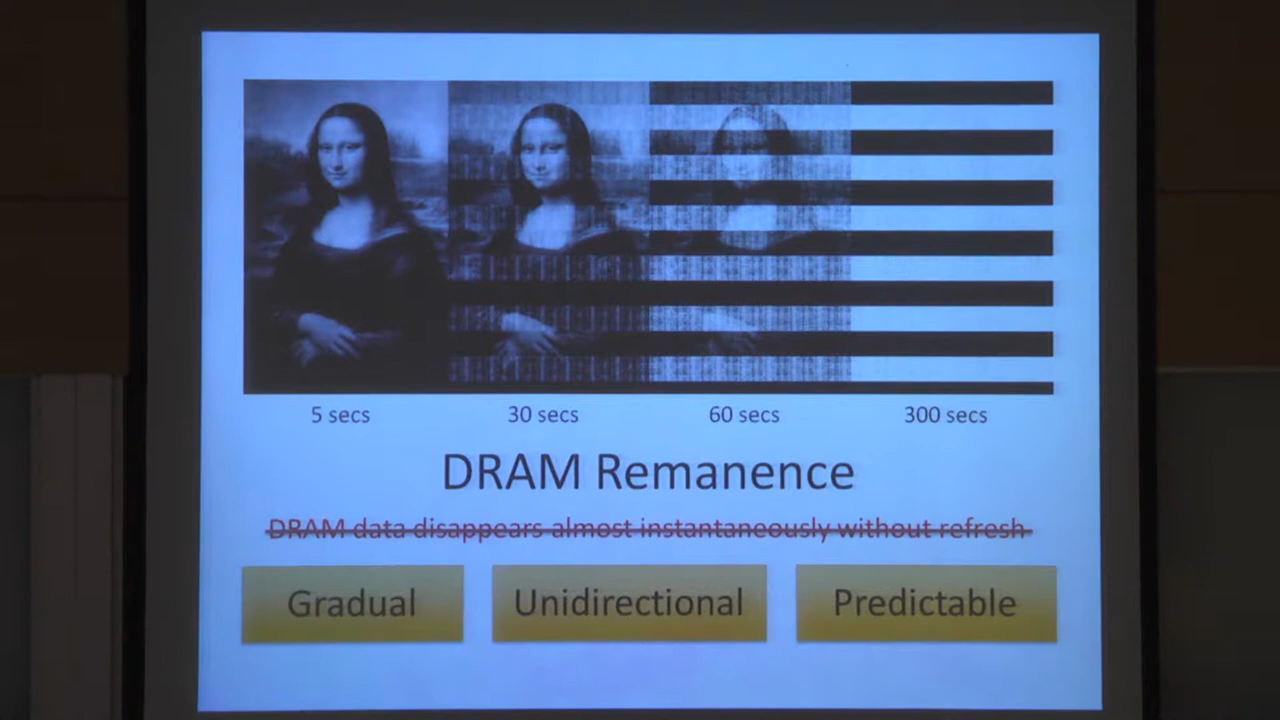 5 secs 30 secs 60 secs 300 secs
DRAM Remanence
DRAM data disappears almost instantaneously without refresh
Gradual Unidirectional Predictable